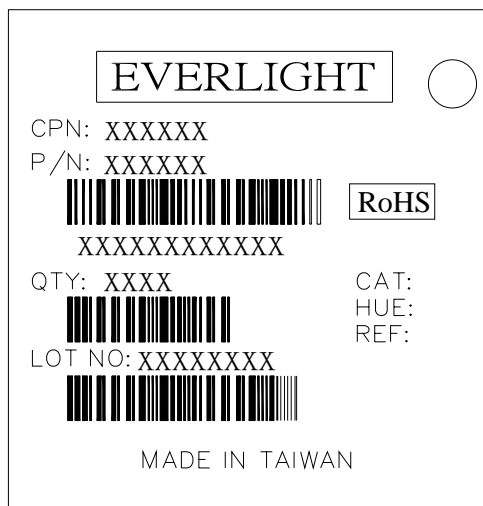 EVERLIGHT
CPN: XXXXXX
P/N: XXXXXX
RoHS
XXXXXXXXXXXX
QTY: XXXX
CAT:
HUE:
REF:
LOT NO: XXXXXXXX
MADE IN TAIWAN